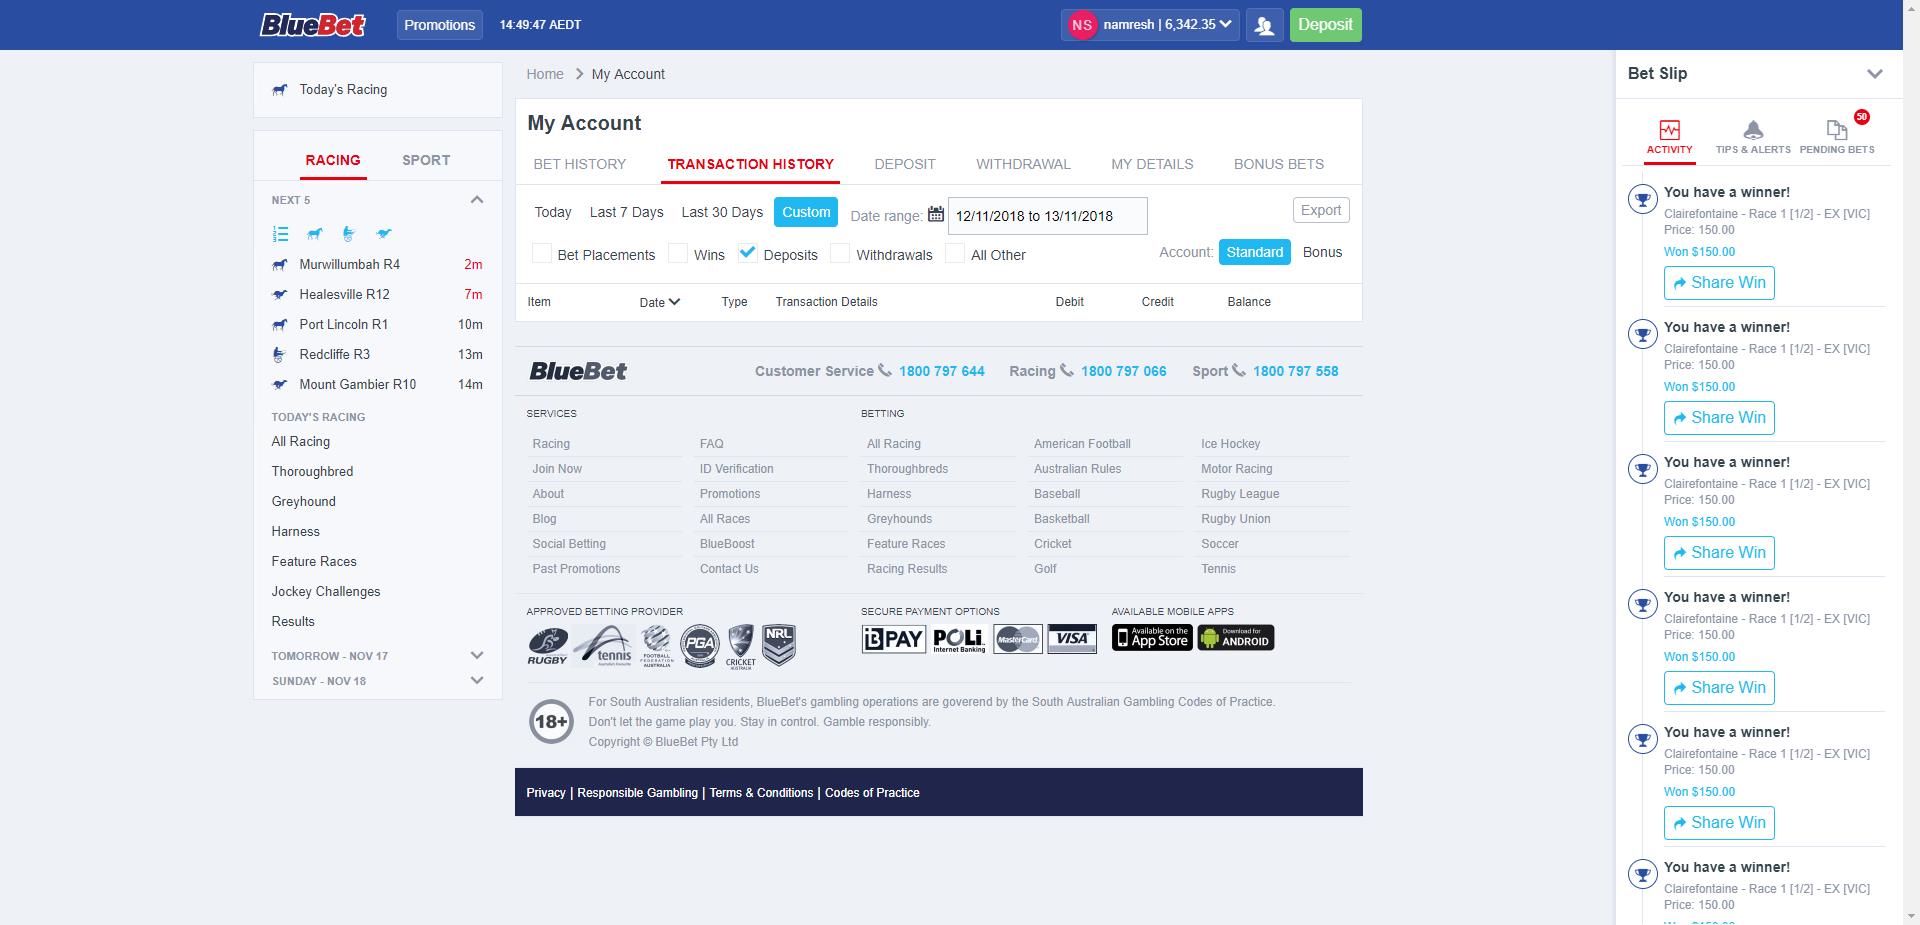 BlueBet
Promotions
14:49:47 AEDT
NS
namresh | 6,342.35
Deposit
Today's Racing
RACING
SPORT
NEXT 5
Murwillumbah R4 2m
Healesville R12 7m
Port Lincoln R1 10m
Redcliffe R3 13m
Mount Gambier R10 14m
TODAY'S RACING
All Racing
Thoroughbred
Greyhound
Harness
Feature Races
Jockey Challenges
Results
TOMORROW - NOV 17
SUNDAY - NOV 18
Home > My Account
My Account
BET HISTORY TRANSACTION HISTORY DEPOSIT WITHDRAWAL MY DETAILS BONUS BETS
Today Last 7 Days Last 30 Days Custom Date range: 12/11/2018 to 13/11/2018 Export
Bet Placements Wins Deposits Withdrawals All Other Account: Standard Bonus
Item Date Type Transaction Details Debit Credit Balance
BlueBet Customer Service 1800 797 644 Racing 1800 797 066 Sport 1800 797 558
SERVICES BETTING
Racing FAQ All Racing American Football Ice Hockey
Join Now ID Verification Thoroughbreds Australian Rules Motor Racing
About Promotions Harness Baseball Rugby League
Blog All Races Greyhounds Basketball Rugby Union
Social Betting BlueBoost Feature Races Cricket Soccer
Past Promotions Contact Us Racing Results Golf Tennis
APPROVED BETTING PROVIDER SECURE PAYMENT OPTIONS AVAILABLE MOBILE APPS
RUGBY
tennis
FOOTBALL
FEDERATION
AUSTRALIA
PGA
CRICKET
AUSTRALIA
NRL
BPAY
POLi
Internet Banking
MasterCard
VISA
Available on the
App Store
Download for
ANDROID
18+
For South Australian residents, BlueBet's gambling operations are goverend by the South Australian Gambling Codes of Practice.
Don't let the game play you. Stay in control. Gamble responsibly.
Copyright © BlueBet Pty Ltd
Privacy | Responsible Gambling | Terms & Conditions | Codes of Practice
Bet Slip
50
ACTIVITY TIPS & ALERTS PENDING BETS
You have a winner!
Clairefontaine - Race 1 [1/2] - EX [VIC]
Price: 150.00
Won $150.00
Share Win
You have a winner!
Clairefontaine - Race 1 [1/2] - EX [VIC]
Price: 150.00
Won $150.00
Share Win
You have a winner!
Clairefontaine - Race 1 [1/2] - EX [VIC]
Price: 150.00
Won $150.00
Share Win
You have a winner!
Clairefontaine - Race 1 [1/2] - EX [VIC]
Price: 150.00
Won $150.00
Share Win
You have a winner!
Clairefontaine - Race 1 [1/2] - EX [VIC]
Price: 150.00
Won $150.00
Share Win
You have a winner!
Clairefontaine - Race 1 [1/2] - EX [VIC]
Price: 150.00